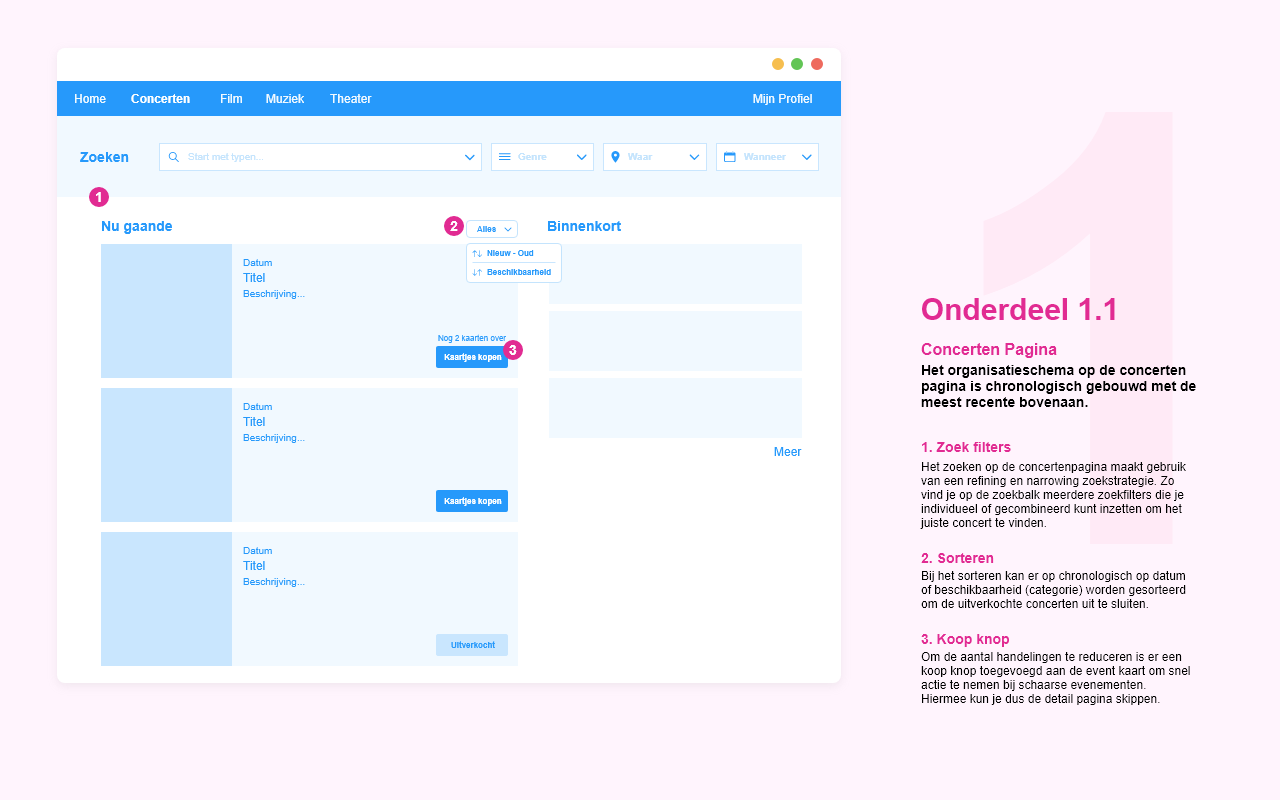 Home Concerten Film Muziek Theater Mijn Profiel
Zoeken Start met typen... Genre Waar Wanneer
1
Nu gaande 2 Alles Binnenkort
Nieuw - Oud
Beschikbaarheid
Datum
Titel
Beschrijving...
Nog 2 kaarten over
Kaartjes kopen 3
Datum
Titel
Beschrijving...
Kaartjes kopen
Datum
Titel
Beschrijving...
Uitverkocht
Meer
1
Onderdeel 1.1
Concerten Pagina
Het organisatieschema op de concerten
pagina is chronologisch gebouwd met de
meest recente bovenaan.
1. Zoek filters
Het zoeken op de concertenpagina maakt gebruik
van een refining en narrowing zoekstrategie. Zo
vind je op de zoekbalk meerdere zoekfilters die je
individueel of gecombineerd kunt inzetten om het
juiste concert te vinden.
2. Sorteren
Bij het sorteren kan er op chronologisch op datum
of beschikbaarheid (categorie) worden gesorteerd
om de uitverkochte concerten uit te sluiten.
3. Koop knop
Om de aantal handelingen te reduceren is er een
koop knop toegevoegd aan de event kaart om snel
actie te nemen bij schaarse evenementen.
Hiermee kun je dus de detail pagina skippen.